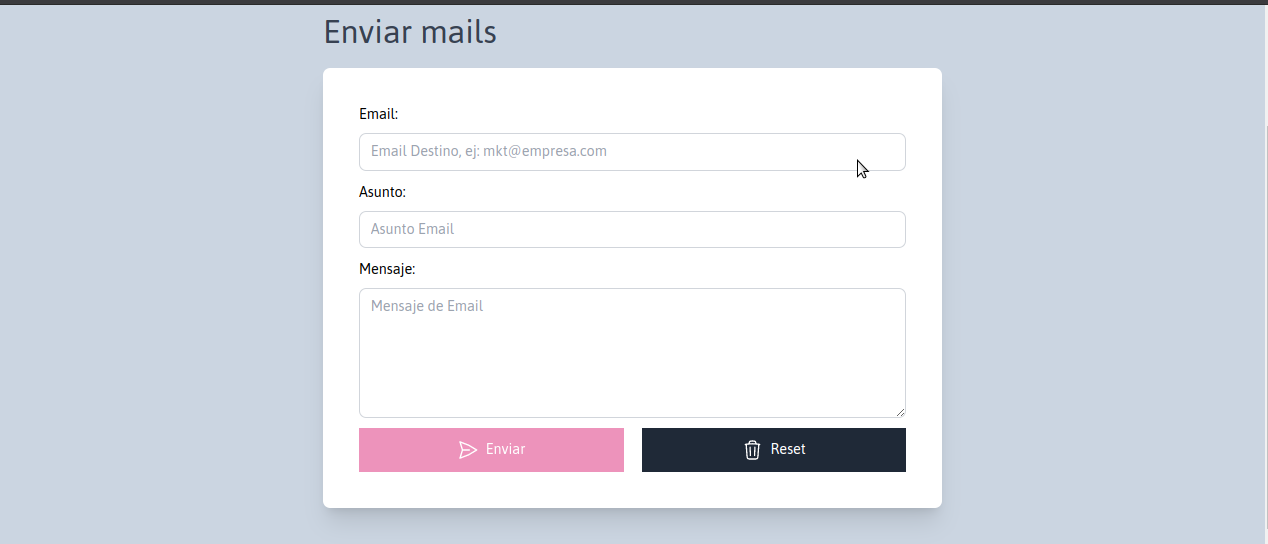 Enviar mails
Email:
Email Destino, ej: mkt@empresa.com
Asunto:
Asunto Email
Mensaje:
Mensaje de Email
Enviar
Reset